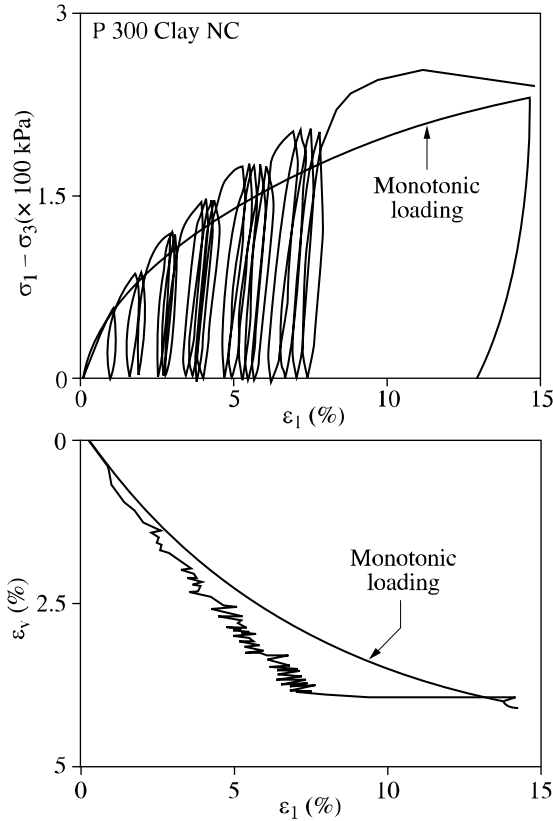 P 300 Clay NC
3
1.5
0
σ₁ – σ₃(× 100 kPa)
Monotonic
loading
0 5 10 15
ε₁ (%)
0
2.5
5
εᵥ (%)
Monotonic
loading
0 5 10 15
ε₁ (%)